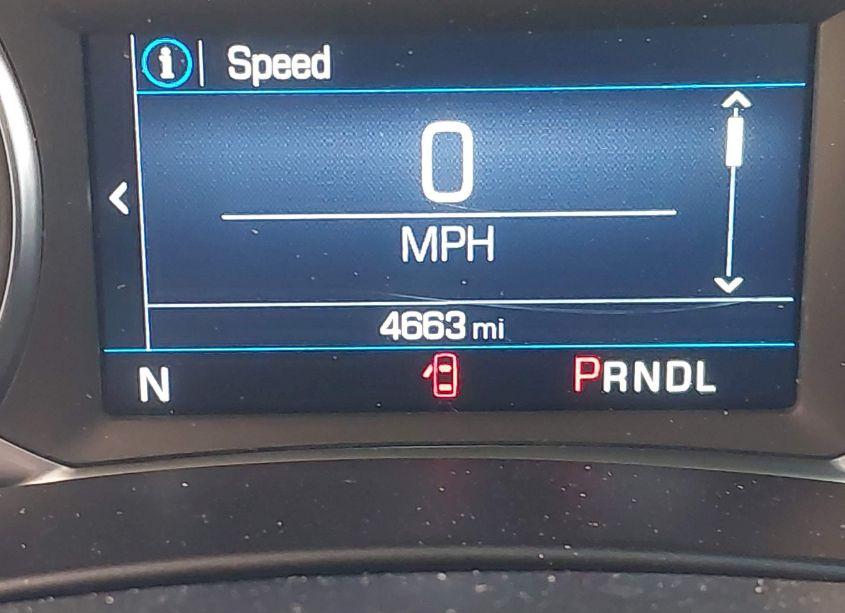 i Speed
0
MPH
4663 mi
N PRNDL